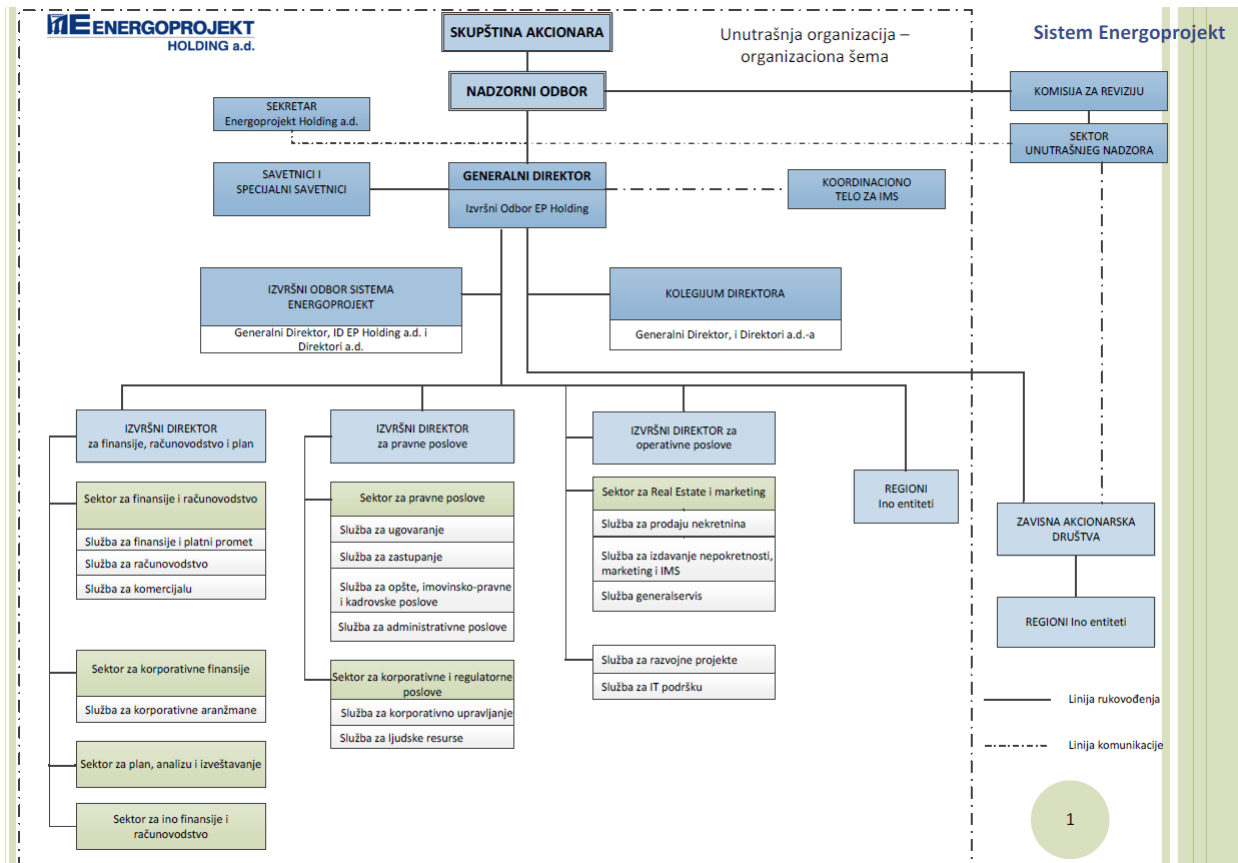 ENERGOPROJEKT
HOLDING a.d.
SKUPŠTINA AKCIONARA
Unutrašnja organizacija –
organizaciona šema
Sistem Energoprojekt
NADZORNI ODBOR
KOMISIJA ZA REVIZIJU
SEKRETAR
Energoprojekt Holding a.d.
SEKTOR
UNUTRAŠNJEG NADZORA
SAVETNICI I
SPECIJALNI SAVETNICI
GENERALNI DIREKTOR
Izvršni Odbor EP Holding
KOORDINACIONO
TELO ZA IMS
IZVRŠNI ODBOR SISTEMA
ENERGOPROJEKT
Generalni Direktor, ID EP Holding a.d. i
Direktori a.d.
KOLEGIJUM DIREKTORA
Generalni Direktor, i Direktori a.d.-a
IZVRŠNI DIREKTOR
za finansije, računovodstvo i plan
Sektor za finansije i računovodstvo
Služba za finansije i platni promet
Služba za računovodstvo
Služba za komercijalu
Sektor za korporativne finansije
Služba za korporativne aranžmane
Sektor za plan, analizu i izveštavanje
Sektor za ino finansije i
računovodstvo
IZVRŠNI DIREKTOR
za pravne poslove
Sektor za pravne poslove
Služba za ugovaranje
Služba za zastupanje
Služba za opšte, imovinsko-pravne
i kadrovske poslove
Služba za administrativne poslove
Sektor za korporativne i regulatorne
poslove
Služba za korporativno upravljanje
Služba za ljudske resurse
IZVRŠNI DIREKTOR za
operativne poslove
Sektor za Real Estate i marketing
Služba za prodaju nekretnina
Služba za izdavanje nepokretnosti,
marketing i IMS
Služba generalservis
Služba za razvojne projekte
Služba za IT podršku
REGIONI
Ino entiteti
ZAVISNA AKCIONARSKA
DRUŠTVA
REGIONI Ino entiteti
Linija rukovođenja
Linija komunikacije
1